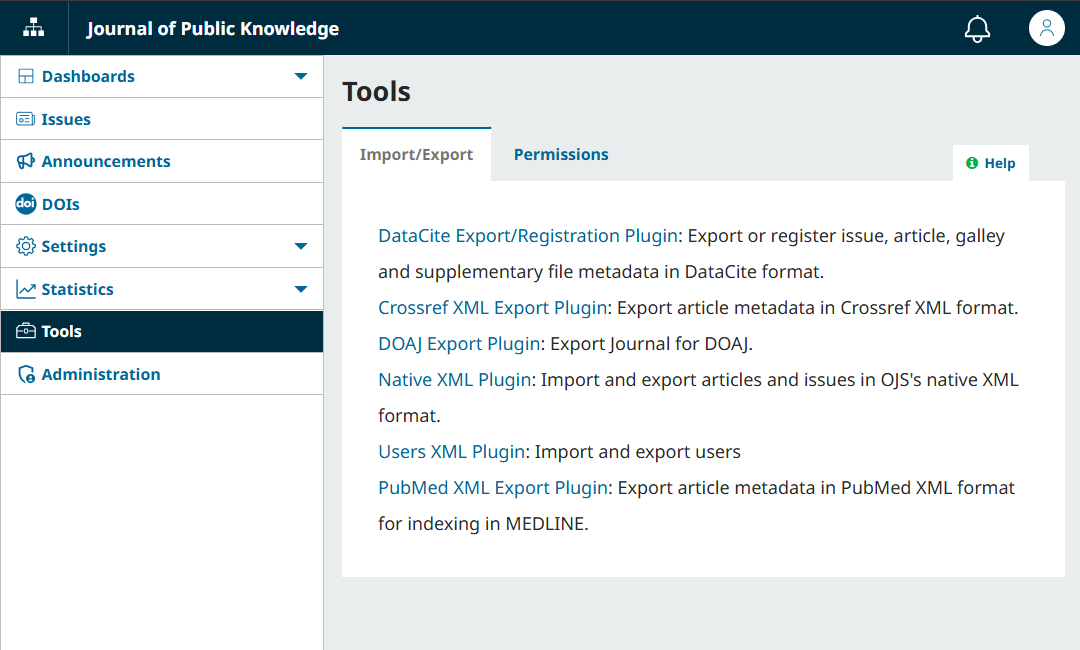 Journal of Public Knowledge
Dashboards
Issues
Announcements
doi DOIs
Settings
Statistics
Tools
Administration
Tools
Import/Export
Permissions
Help
DataCite Export/Registration Plugin: Export or register issue, article, galley
and supplementary file metadata in DataCite format.
Crossref XML Export Plugin: Export article metadata in Crossref XML format.
DOAJ Export Plugin: Export Journal for DOAJ.
Native XML Plugin: Import and export articles and issues in OJS's native XML
format.
Users XML Plugin: Import and export users
PubMed XML Export Plugin: Export article metadata in PubMed XML format
for indexing in MEDLINE.